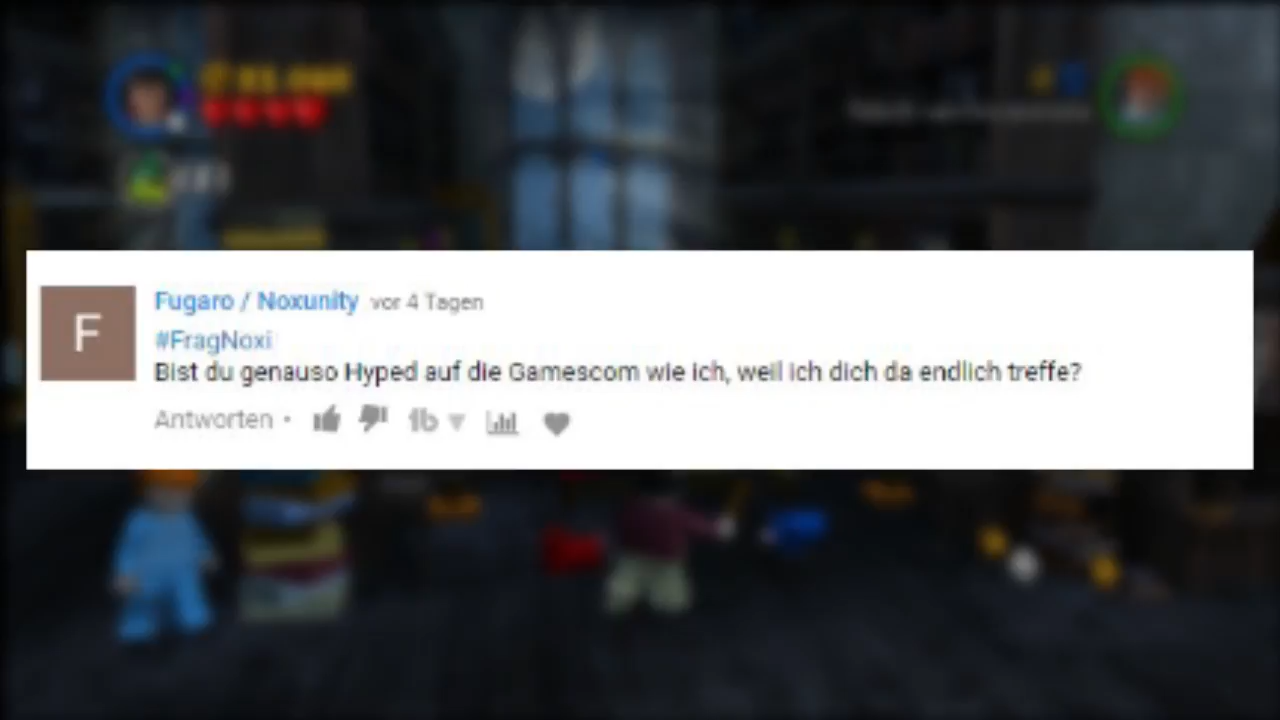 F
Fugaro / Noxunity vor 4 Tagen
#FragNoxi
Bist du genauso Hyped auf die Gamescom wie ich, weil ich dich da endlich treffe?
Antworten •